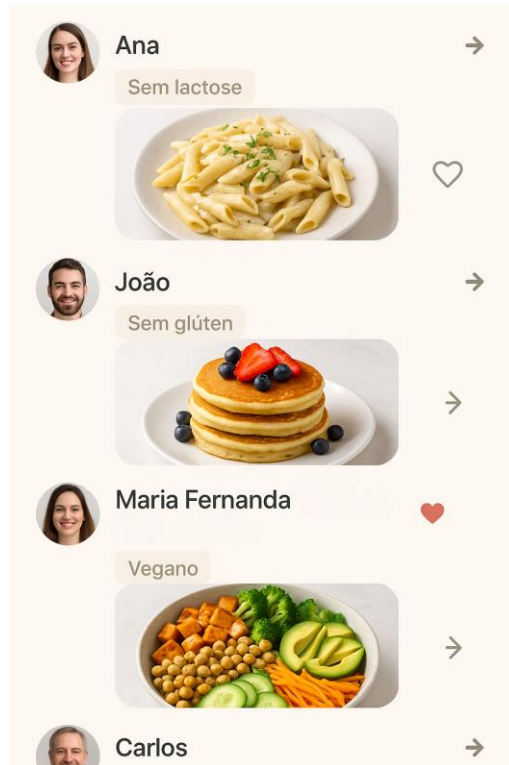 Ana
Sem lactose
João
Sem glúten
Maria Fernanda
Vegano
Carlos